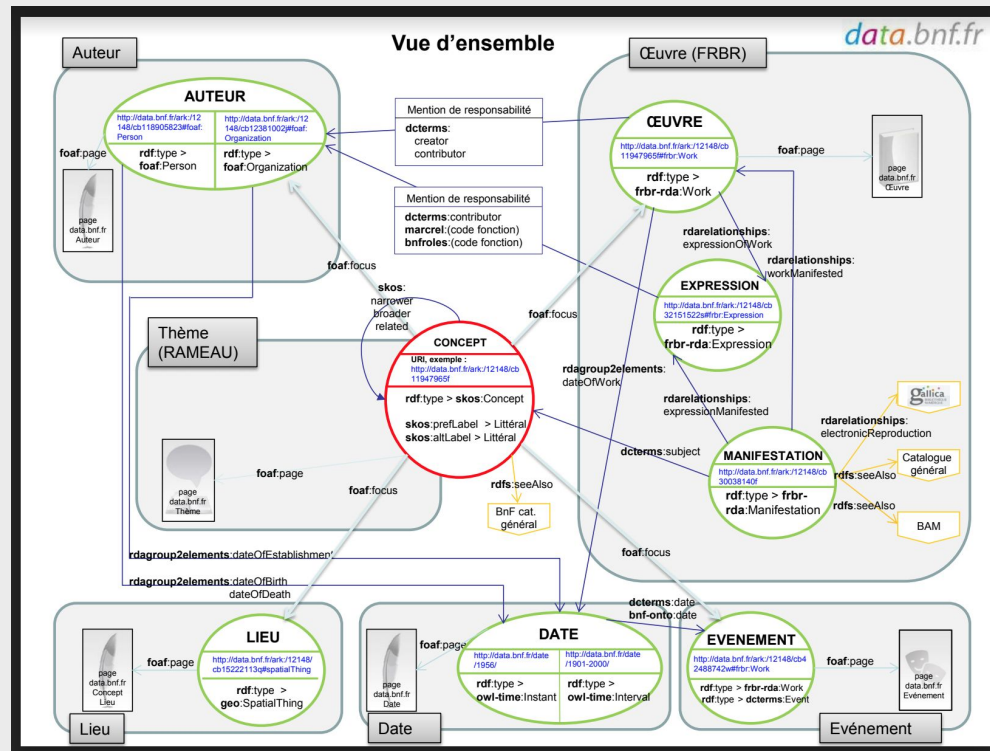 Vue d'ensemble
data.bnf.fr
Auteur
AUTEUR
http://data.bnf.fr/ark:/12
148/cb118905823#foaf:
Person
http://data.bnf.fr/ark:/12
148/cb12381002j#foaf:
Organization
rdf:type >
foaf:Person
rdf:type >
foaf:Organization
foaf:page
page
data.bnf.fr
Auteur
Mention de responsabilité
dcterms:
creator
contributor
Mention de responsabilité
dcterms:contributor
marcrel:(code fonction)
bnfroles:(code fonction)
Œuvre (FRBR)
ŒUVRE
http://data.bnf.fr/ark:/12148/cb
11947965f#frbr:Work
rdf:type >
frbr-rda:Work
foaf:page
page
data.bnf.fr
Œuvre
rdarelationships:
expressionOfWork
rdarelationships:
workManifested
EXPRESSION
http://data.bnf.fr/ark:/12148/cb
32151522s#frbr:Expression
rdf:type >
frbr-rda:Expression
foaf:focus
skos:
narrower
broader
related
foaf:focus
Thème
(RAMEAU)
CONCEPT
URI, exemple :
http://data.bnf.fr/ark:/12148/cb
11947965f
rdf:type > skos:Concept
skos:prefLabel > Littéral
skos:altLabel > Littéral
rdagroup2elements:
dateOfWork
rdarelationships:
expressionManifested
dcterms:subject
MANIFESTATION
http://data.bnf.fr/ark:/12148/cb
30038140f
rdf:type > frbr-
rda:Manifestation
gallica
rdarelationships:
electronicReproduction
Catalogue
général
rdfs:seeAlso
rdfs:seeAlso
BAM
foaf:page
page
data.bnf.fr
Thème
foaf:focus
rdfs:seeAlso
BnF cat.
général
foaf:focus
rdagroup2elements:dateOfEstablishment
rdagroup2elements:dateOfBirth
dateOfDeath
LIEU
http://data.bnf.fr/ark:/12148/
cb15222113q#spatialThing
rdf:type >
geo:SpatialThing
foaf:page
page
data.bnf.fr
Concept
Lieu
Lieu
DATE
http://data.bnf.fr/date
/1956/
http://data.bnf.fr/date
/1901-2000/
rdf:type >
owl-time:Instant
rdf:type >
owl-time:Interval
foaf:page
page
data.bnf.fr
Date
Date
dcterms:date
bnf-onto:date
EVENEMENT
http://data.bnf.fr/ark:/12148/cb4
2488742w#frbr:Work
rdf:type > frbr-rda:Work
rdf:type > dcterms:Event
foaf:page
page
data.bnf.fr
Evénement
Evénement